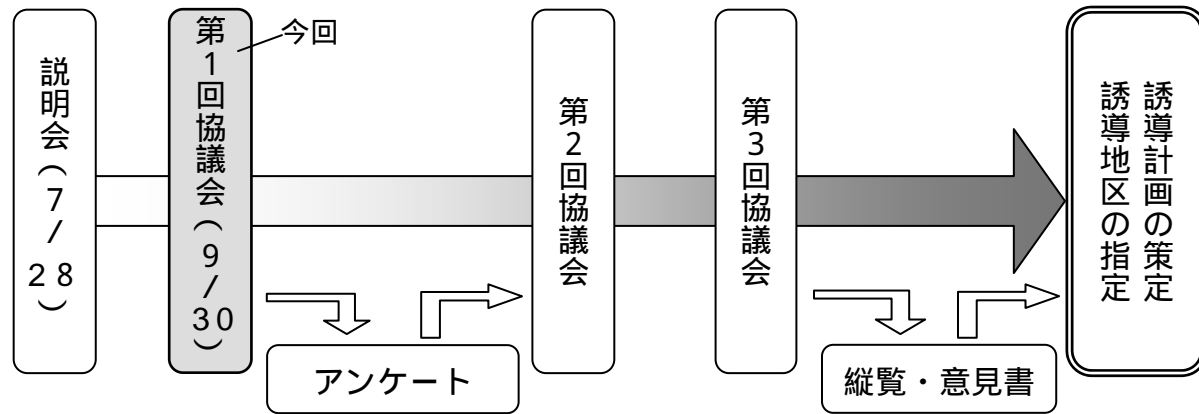 説明会（7/28）
第1回協議会（9/30）
今回
アンケート
第2回協議会
第3回協議会
縦覧・意見書
誘導計画の策定
誘導地区の指定